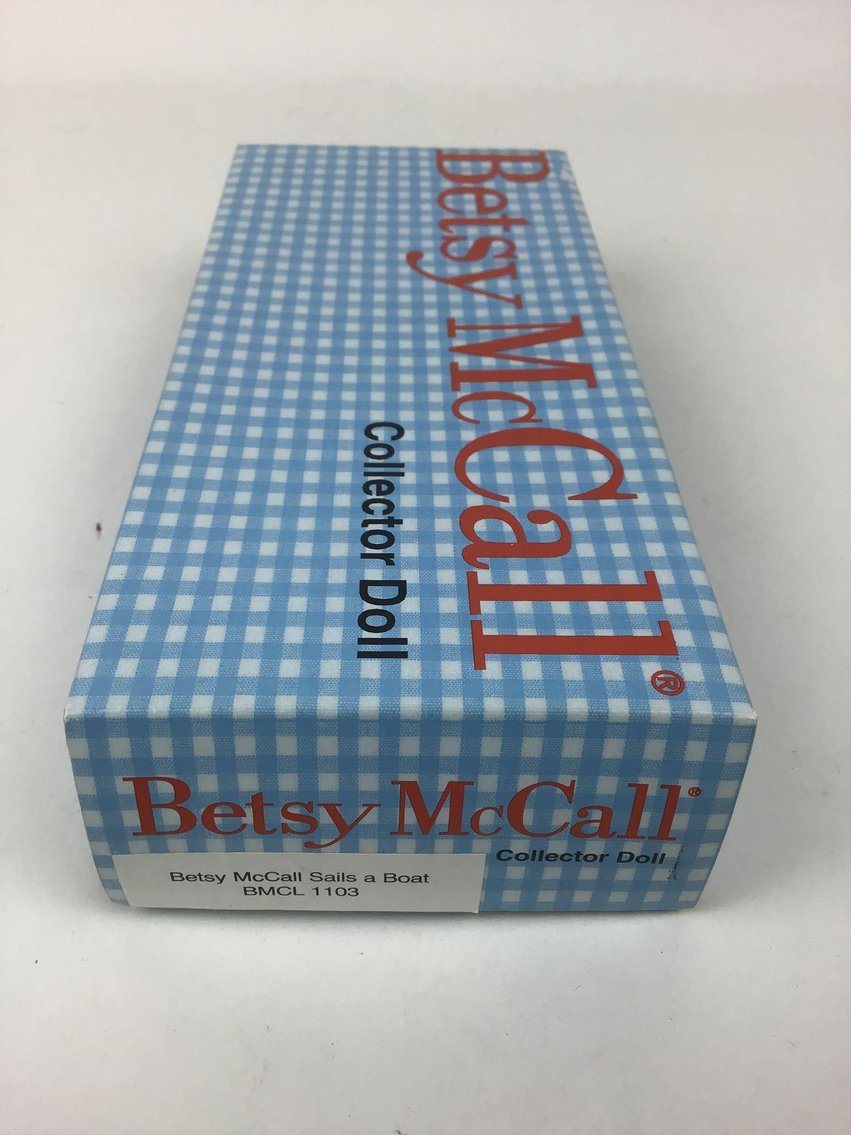 Betsy McCall®
Collector Doll
Betsy McCall®
Collector Doll
Betsy McCall Sails a Boat
BMCL 1103